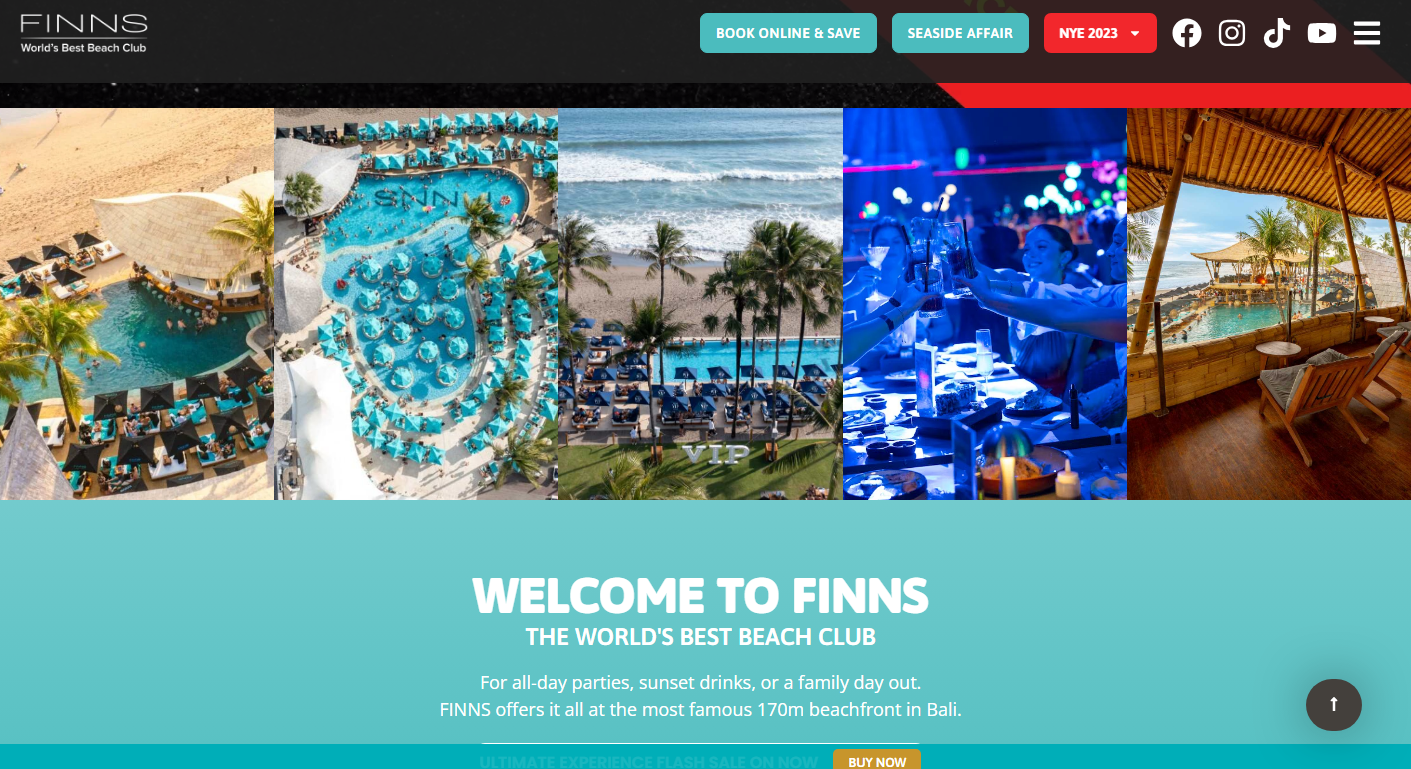 FINNS
World's Best Beach Club
BOOK ONLINE & SAVE
SEASIDE AFFAIR
NYE 2023
FINNS
VIP
WELCOME TO FINNS
THE WORLD'S BEST BEACH CLUB
For all-day parties, sunset drinks, or a family day out.
FINNS offers it all at the most famous 170m beachfront in Bali.
ULTIMATE EXPERIENCE FLASH SALE ON NOW
BUY NOW